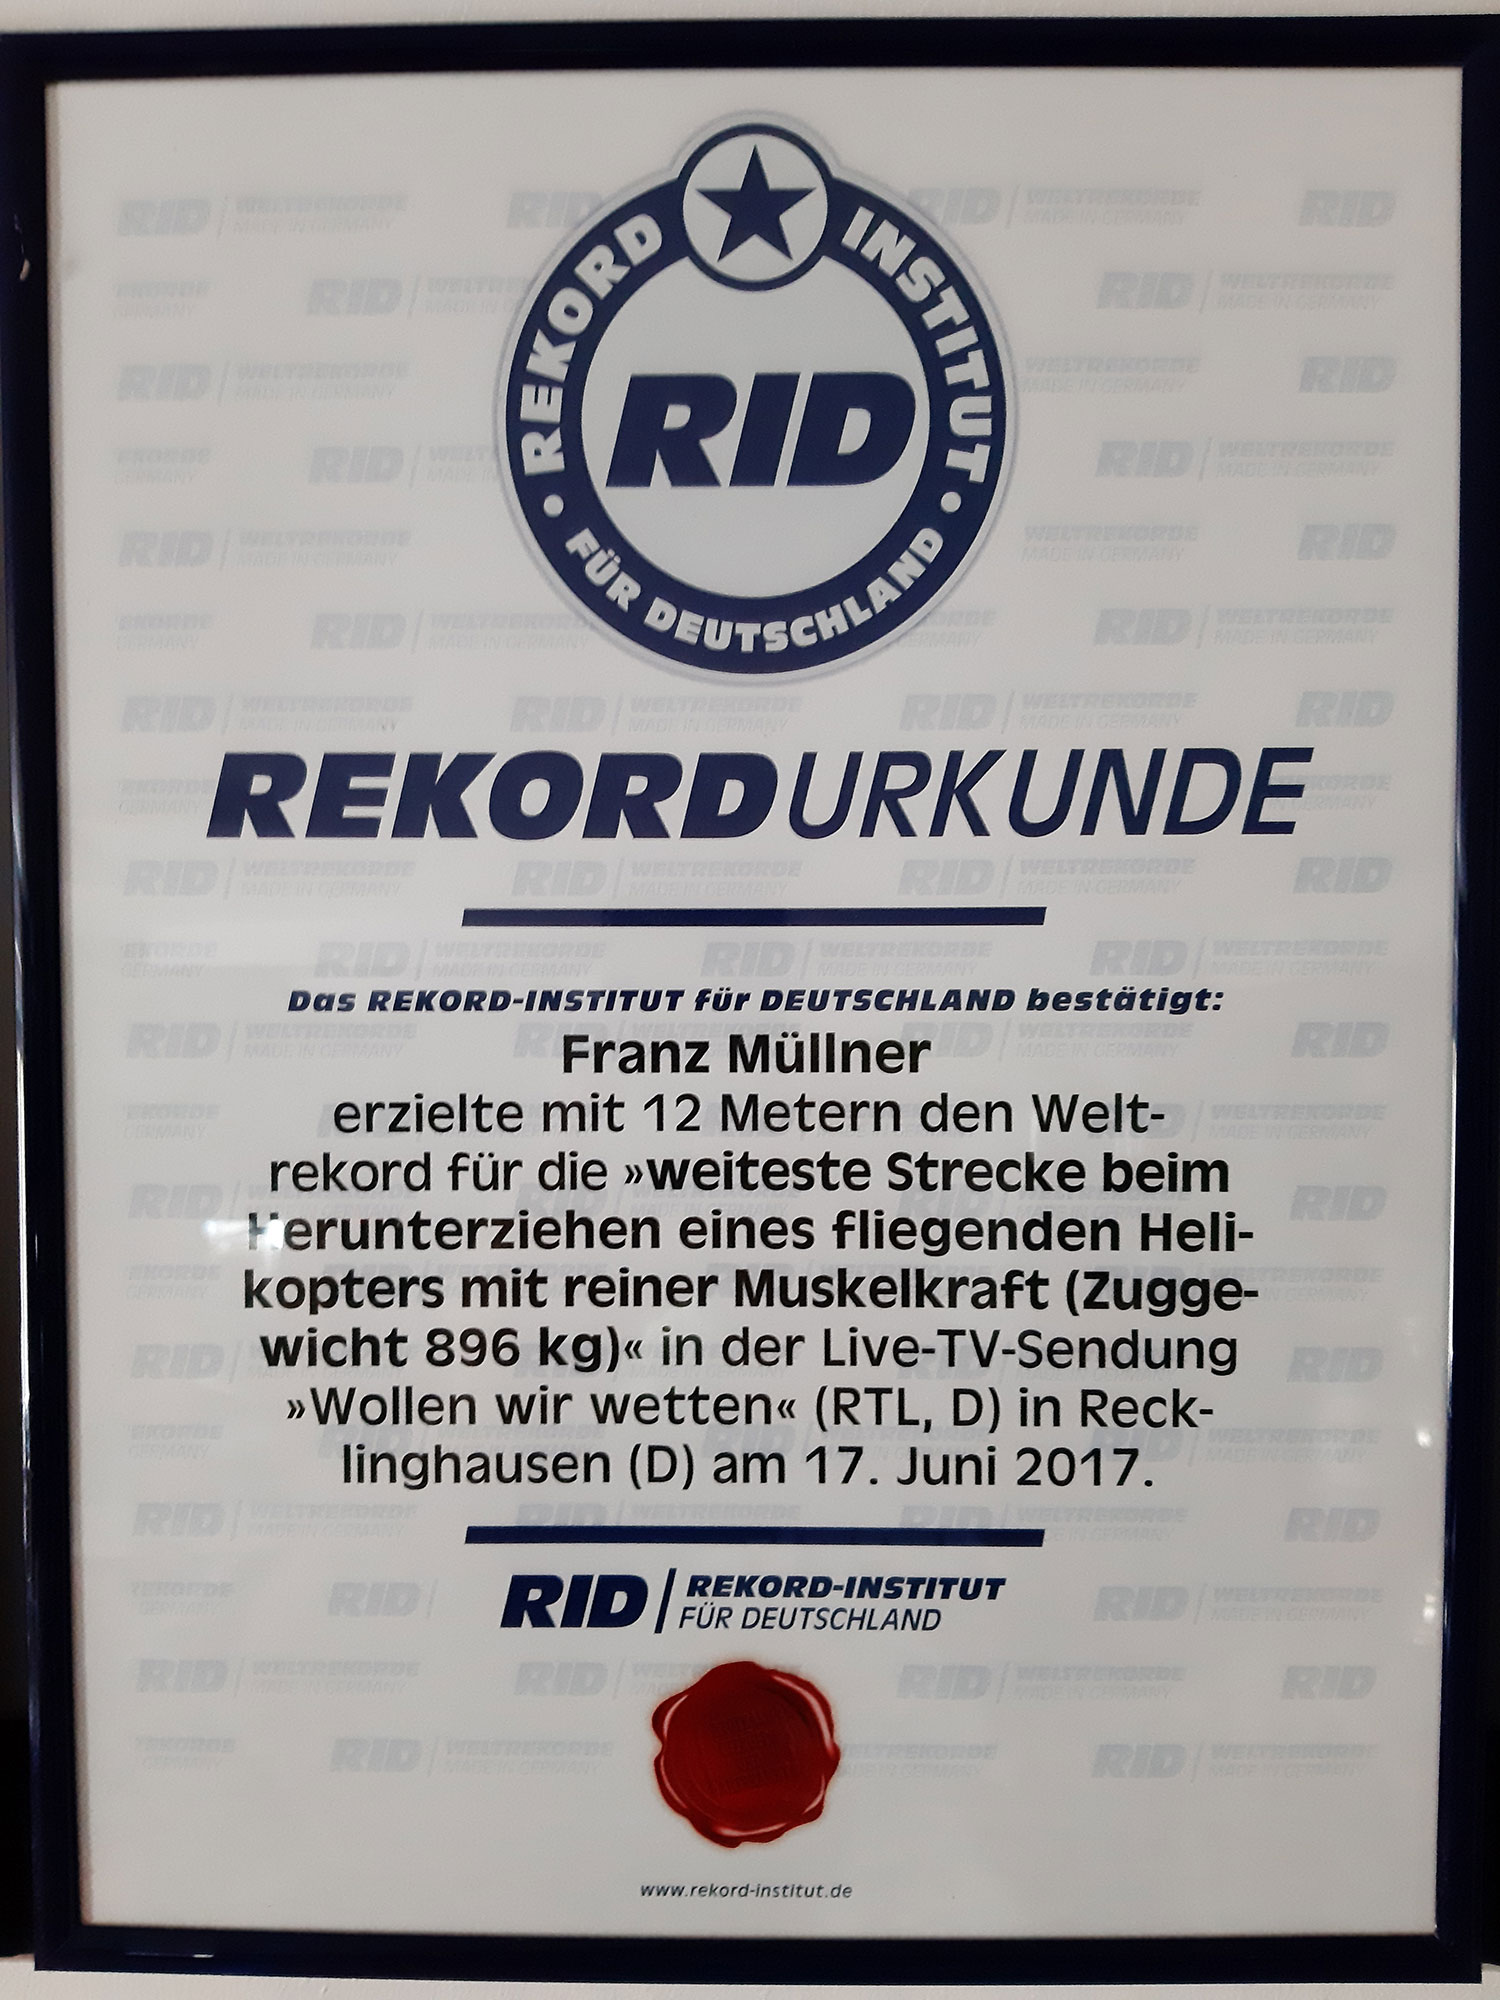 REKORD INSTITUT
RID
FÜR DEUTSCHLAND
REKORDURKUNDE
Das REKORD-INSTITUT für DEUTSCHLAND bestätigt:
Franz Müllner
erzielte mit 12 Metern den Welt-
rekord für die »weiteste Strecke beim
Herunterziehen eines fliegenden Heli-
kopters mit reiner Muskelkraft (Zugge-
wicht 896 kg)« in der Live-TV-Sendung
»Wollen wir wetten« (RTL, D) in Reck-
linghausen (D) am 17. Juni 2017.
RID | REKORD-INSTITUT
FÜR DEUTSCHLAND
www.rekord-institut.de